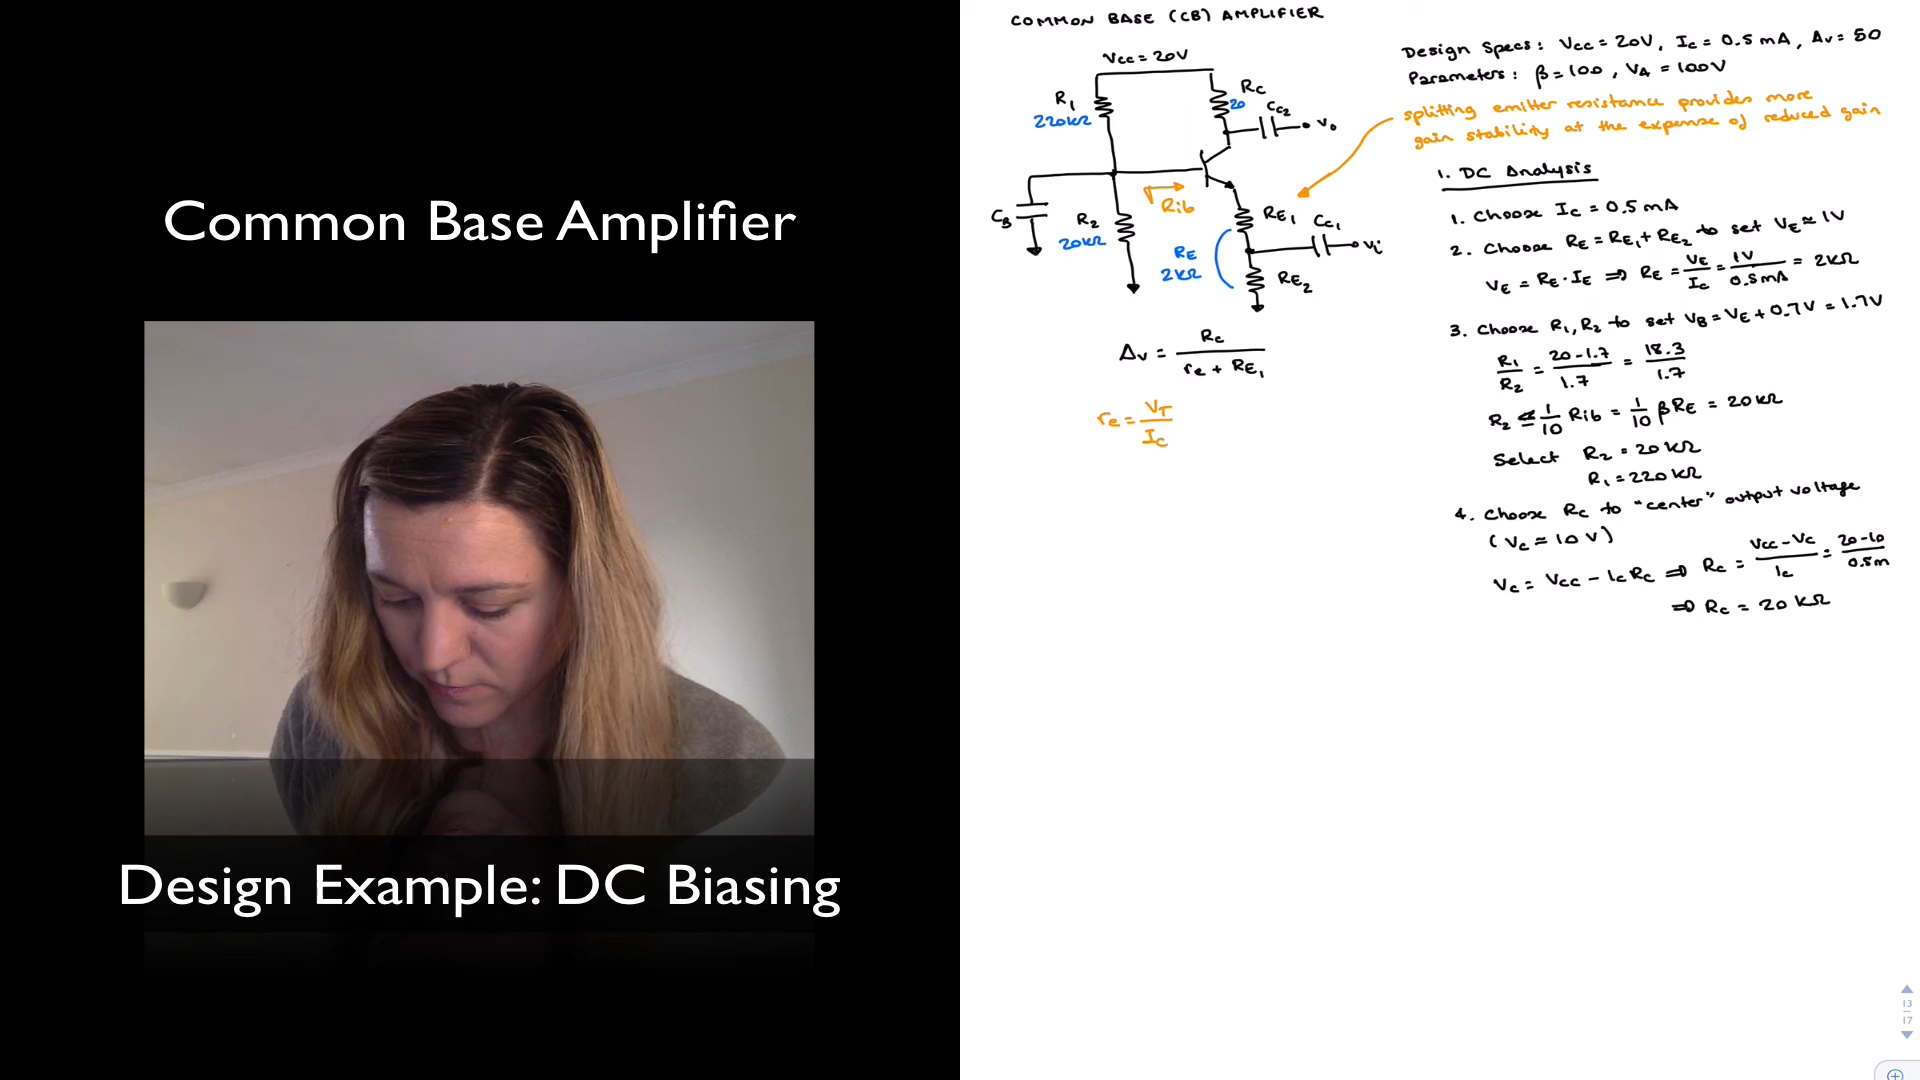 Common Base Amplifier
Design Example: DC Biasing
COMMON BASE (CB) AMPLIFIER
Vcc = 20V
R1
220kΩ
Rc
20
Cc2
vo
CB
R2
20kΩ
Rib
RE1
Cc1
vi
RE
2kΩ
RE2
Av = Rc / (re + RE1)
re = VT / Ic
Design Specs: Vcc = 20V, Ic = 0.5 mA, Av = 50
Parameters: β = 100, VA = 100V
splitting emitter resistance provides more
gain stability at the expense of reduced gain
1. DC Analysis
1. Choose Ic = 0.5 mA
2. Choose RE = RE1 + RE2 to set VE ≈ 1V
VE = RE · IE ⇒ RE = VE / Ic = 1V / 0.5mA = 2kΩ
3. Choose R1, R2 to set VB = VE + 0.7V = 1.7V
R1 / R2 = 20 - 1.7 / 1.7 = 18.3 / 1.7
R2 ≤ 1/10 Rib = 1/10 βRE = 20kΩ
Select R2 = 20kΩ
R1 = 220kΩ
4. Choose Rc to "center" output voltage
(Vc ≈ 10V)
Vc = Vcc - IcRc ⇒ Rc = Vcc - Vc / Ic = 20 - 10 / 0.5m
⇒ Rc = 20 kΩ
13
17